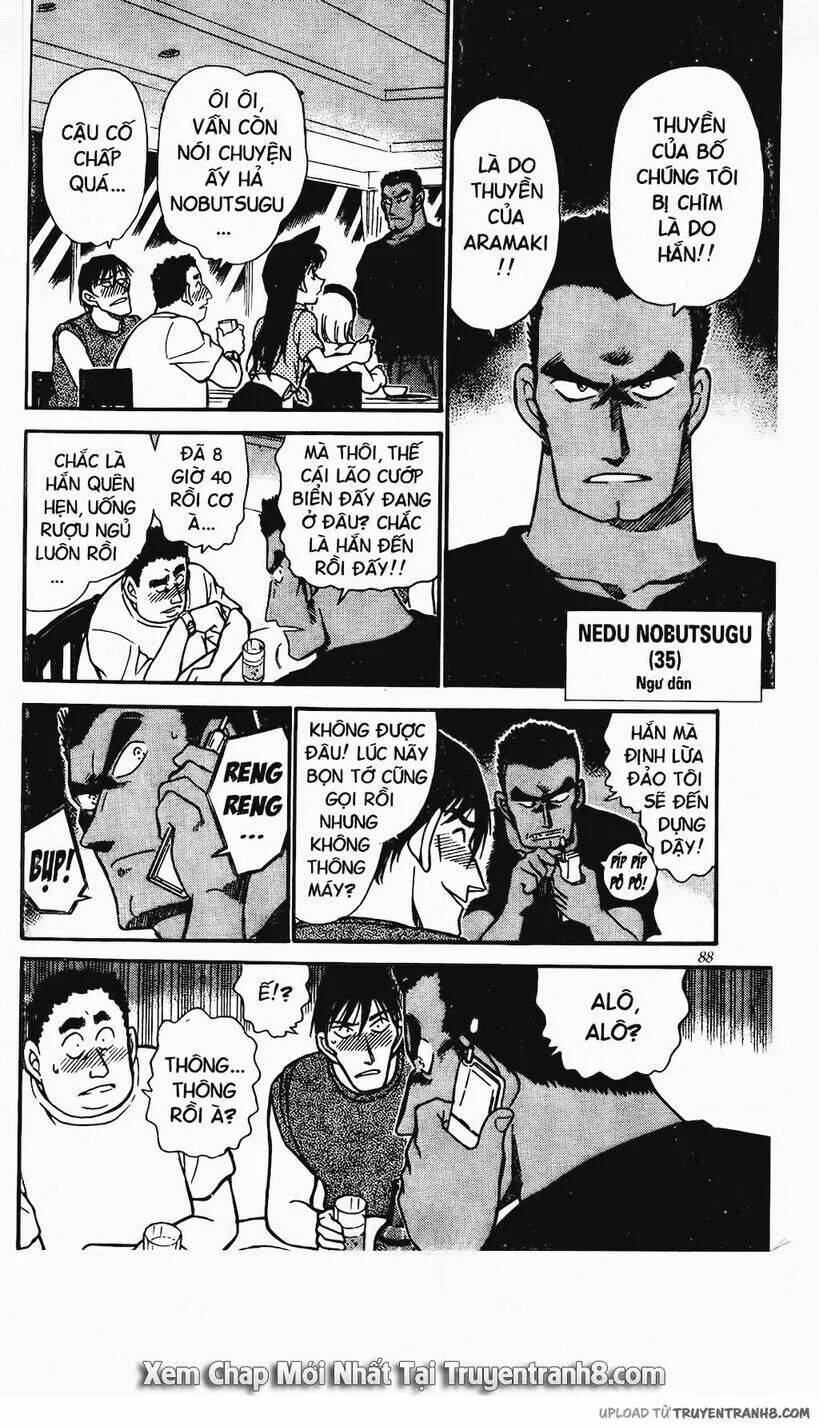 THUYỀN
CỦA BỐ
CHÚNG TÔI
BỊ CHÌM
LÀ DO
HẮN!!
LÀ DO
THUYỀN
CỦA
ARAMAKI
!!
NEDU NOBUTSUGU
(35)
Ngư dân
ÔI ÔI,
VẤN CÒN
NÓI CHUYỆN
ẤY HẢ
NOBUTSUGU
...
CẬU CỐ
CHẤP
QUÁ...
MÀ THÔI, THẾ
CÁI LÃO CƯỚP
BIỂN ĐẤY ĐANG
Ở ĐÂU? CHẮC
LÀ HẮN ĐẾN
RỒI ĐẤY!!
ĐÃ 8
GIỜ 40
RỒI CƠ
À...
CHẮC LÀ
HẮN QUÊN
HẸN, UỐNG
RƯỢU NGỦ
LUÔN RỒI
...
HẮN MÀ
ĐỊNH LỪA
ĐẢO TÔI
SẼ ĐẾN
DỰNG
DẬY!
PÍP PÍP
PÔ PÔ!
KHÔNG ĐƯỢC
ĐÂU! LÚC NÃY
BỌN TỚ CŨNG
GỌI RỒI
NHƯNG
KHÔNG
THÔNG
MÁY?
RENG
RENG
...
BỤP!
88
ALÔ,
ALÔ?
Ế!?
THÔNG...
THÔNG
RỒI À?
Xem Chap Mới Nhất Tại Truyentranh8.com
UPLOAD TỪ TRUYENTRANH8.COM